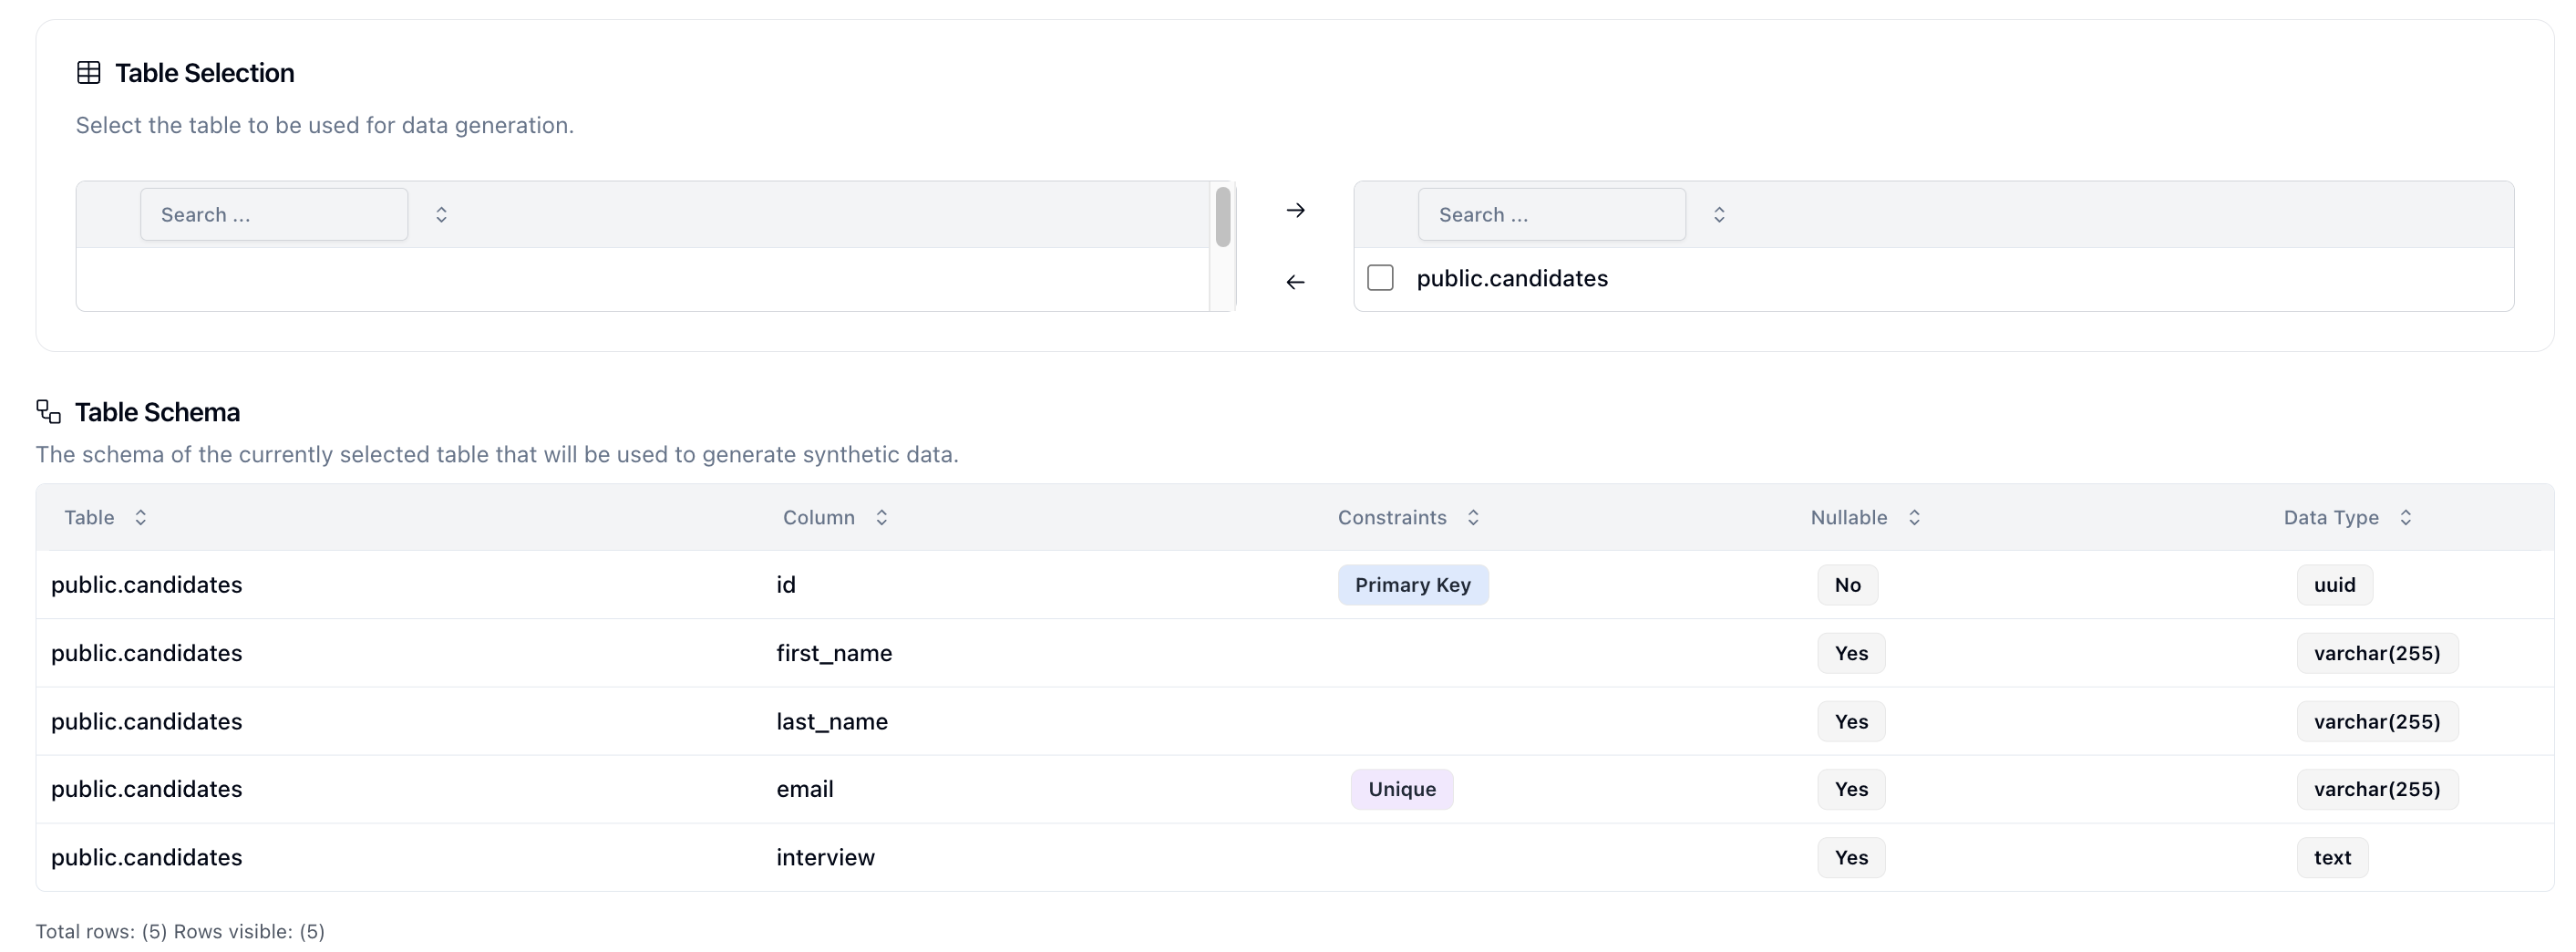 Table Selection
Select the table to be used for data generation.
Search ... Search ...
public.candidates
Table Schema
The schema of the currently selected table that will be used to generate synthetic data.
Table Column Constraints Nullable Data Type
public.candidates id Primary Key No uuid
public.candidates first_name Yes varchar(255)
public.candidates last_name Yes varchar(255)
public.candidates email Unique Yes varchar(255)
public.candidates interview Yes text
Total rows: (5) Rows visible: (5)